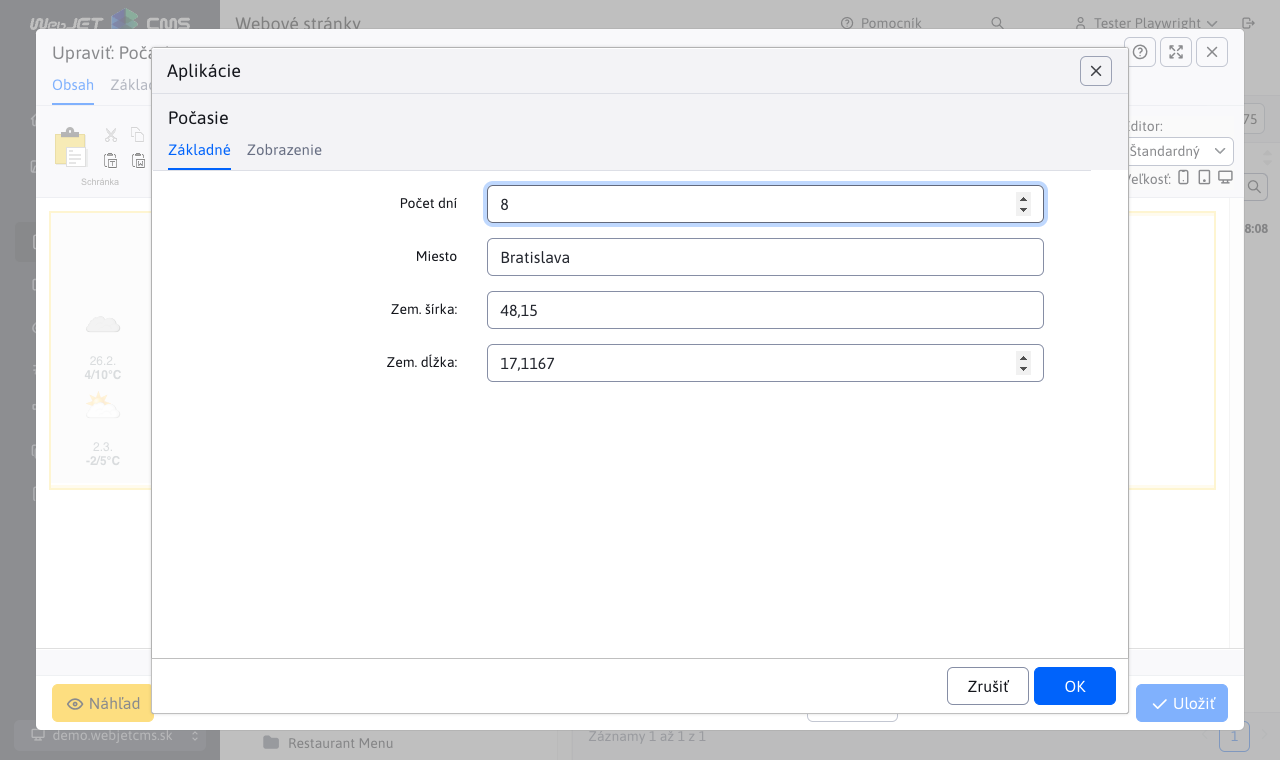 WebJET CMS
Webové stránky
Pomocník
Tester Playwright
Upraviť: Poča
Obsah
Základ
Aplikácie
Počasie
Základné
Zobrazenie
Editor:
Štandardný
Veľkosť:
75
Schránka
8:08
Počet dní
8
Miesto
Bratislava
Zem. šírka:
48,15
Zem. dĺžka:
17,1167
26.2.
4/10°C
2.3.
-2/5°C
Zrušiť
OK
Náhľad
Uložiť
demo.webjetcms.sk
Restaurant Menu
Záznamy 1 až 1 z 1
1